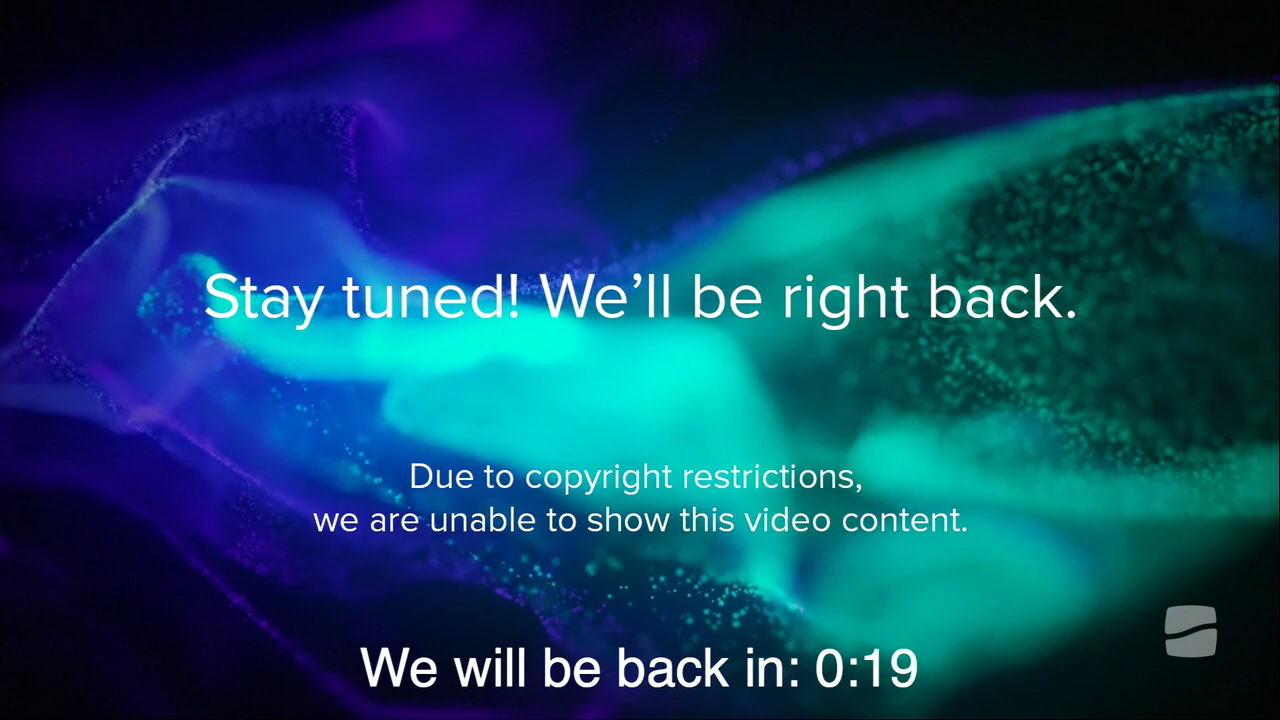 Stay tuned! We’ll be right back.
Due to copyright restrictions,
we are unable to show this video content.
We will be back in: 0:19